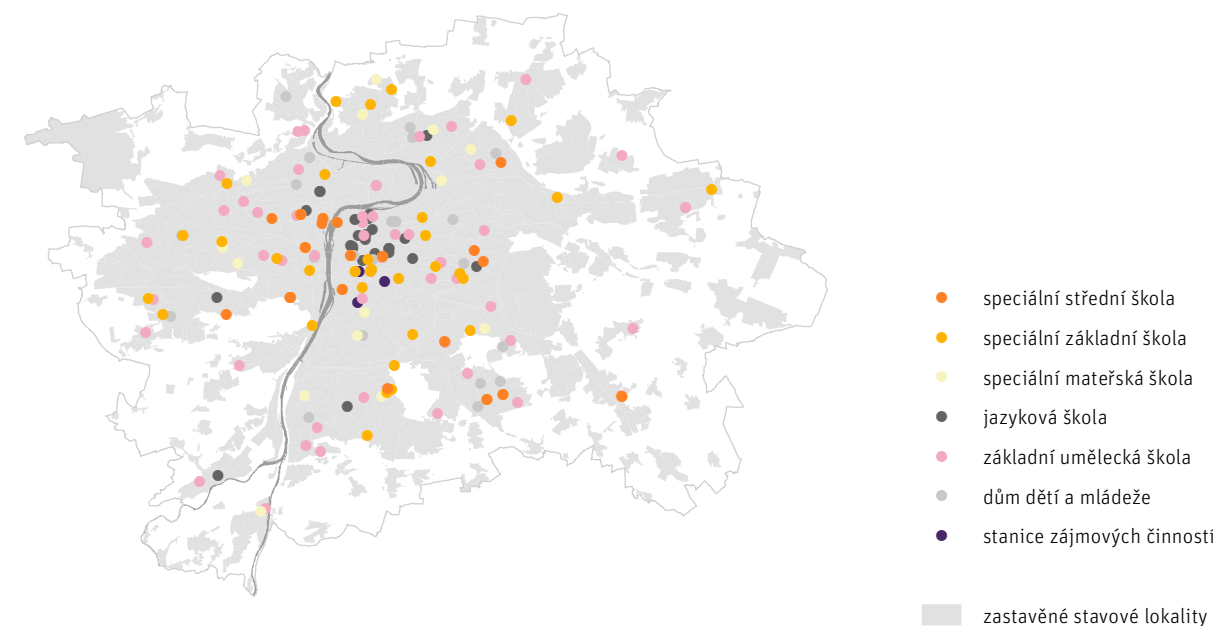 speciální střední škola
speciální základní škola
speciální mateřská škola
jazyková škola
základní umělecká škola
dům dětí a mládeže
stanice zájmových činností
zastavěné stavové lokality